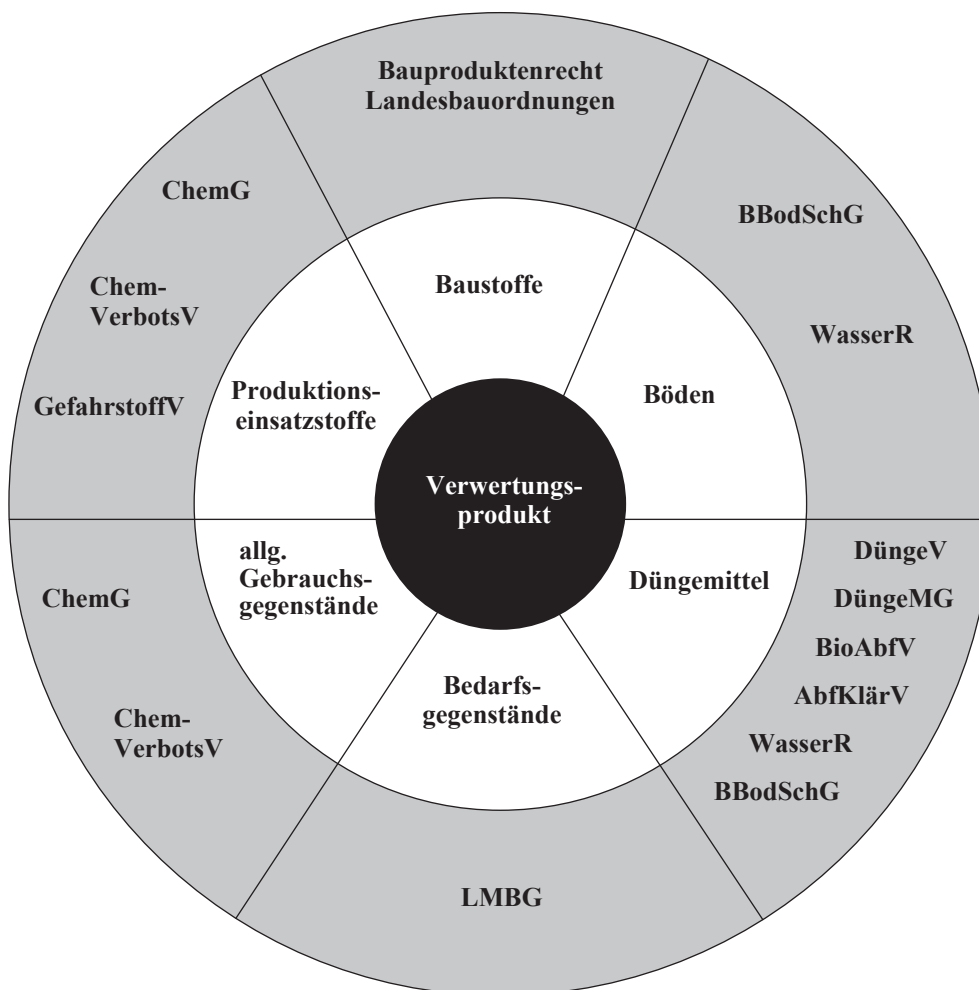 Bauproduktenrecht
Landesbauordnungen
ChemG
Chem-
VerbotsV
GefahrstoffV
BBodSchG
WasserR
Baustoffe
Produktions-
einsatzstoffe
Böden
Verwertungs-
produkt
allg.
Gebrauchs-
gegenstände
Düngemittel
Bedarfs-
gegenstände
ChemG
Chem-
VerbotsV
DüngeV
DüngeMG
BioAbfV
AbfKlärV
WasserR
BBodSchG
LMBG